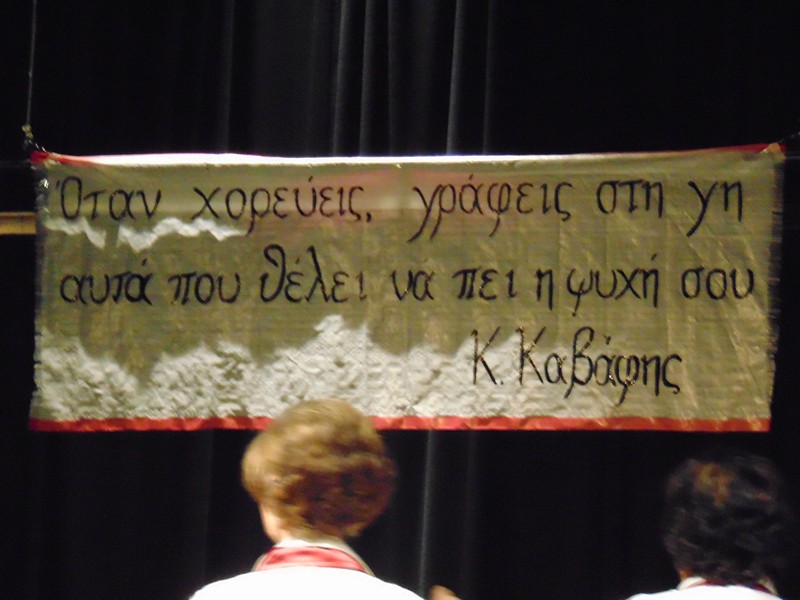 Όταν χορεύεις, γράφεις στη γη
αυτά που θέλει να πει η ψυχή σου
Κ. Καβάφης